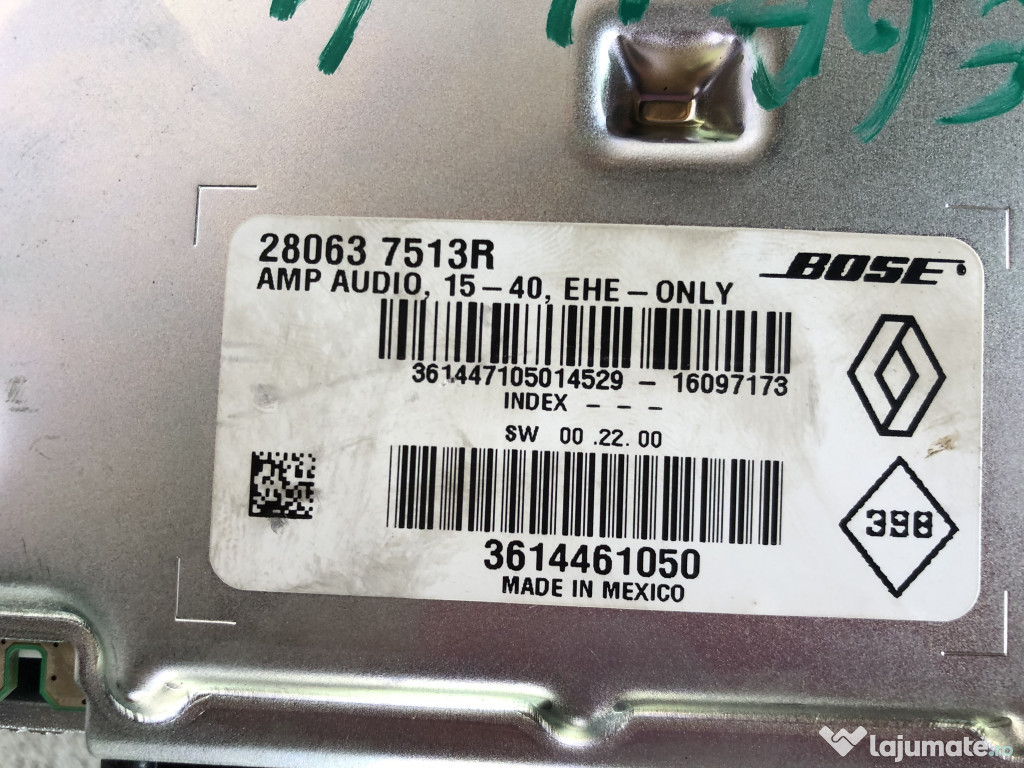 28063 7513R
BOSE
AMP AUDIO, 15-40, EHE-ONLY
361447105014529 - 16097173
INDEX - - -
SW 00.22.00
398
3614461050
MADE IN MEXICO
lajumate.ro